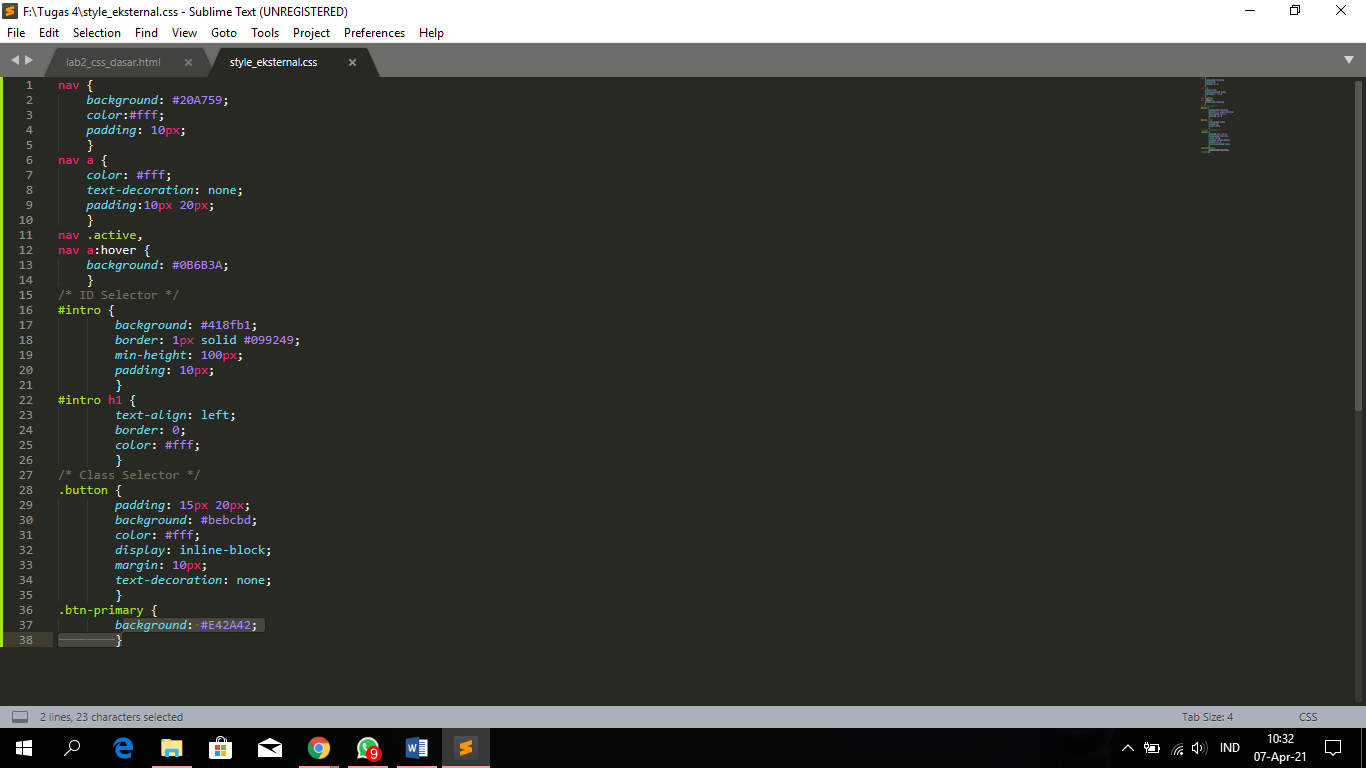 F:\Tugas 4\style_eksternal.css - Sublime Text (UNREGISTERED)
File Edit Selection Find View Goto Tools Project Preferences Help
lab2_css_dasar.html style_eksternal.css
1 nav {
2 background: #20A759;
3 color:#fff;
4 padding: 10px;
5 }
6 nav a {
7 color: #fff;
8 text-decoration: none;
9 padding:10px 20px;
10 }
11 nav .active,
12 nav a:hover {
13 background: #0B6B3A;
14 }
15 /* ID Selector */
16 #intro {
17 background: #418fb1;
18 border: 1px solid #099249;
19 min-height: 100px;
20 padding: 10px;
21 }
22 #intro h1 {
23 text-align: left;
24 border: 0;
25 color: #fff;
26 }
27 /* Class Selector */
28 .button {
29 padding: 15px 20px;
30 background: #bebcbd;
31 color: #fff;
32 display: inline-block;
33 margin: 10px;
34 text-decoration: none;
35 }
36 .btn-primary {
37 background: #E42A42;
38 }
2 lines, 23 characters selected Tab Size: 4 CSS
9 IND 10:32
07-Apr-21